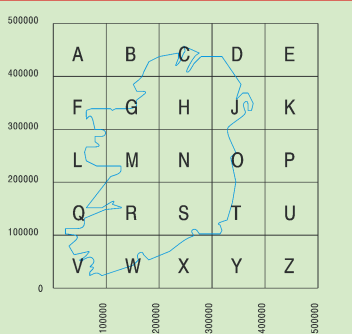 500000
A B C D E
400000
F G H J K
300000
L M N O P
200000
Q R S T U
100000
V W X Y Z
0
100000
200000
300000
400000
500000